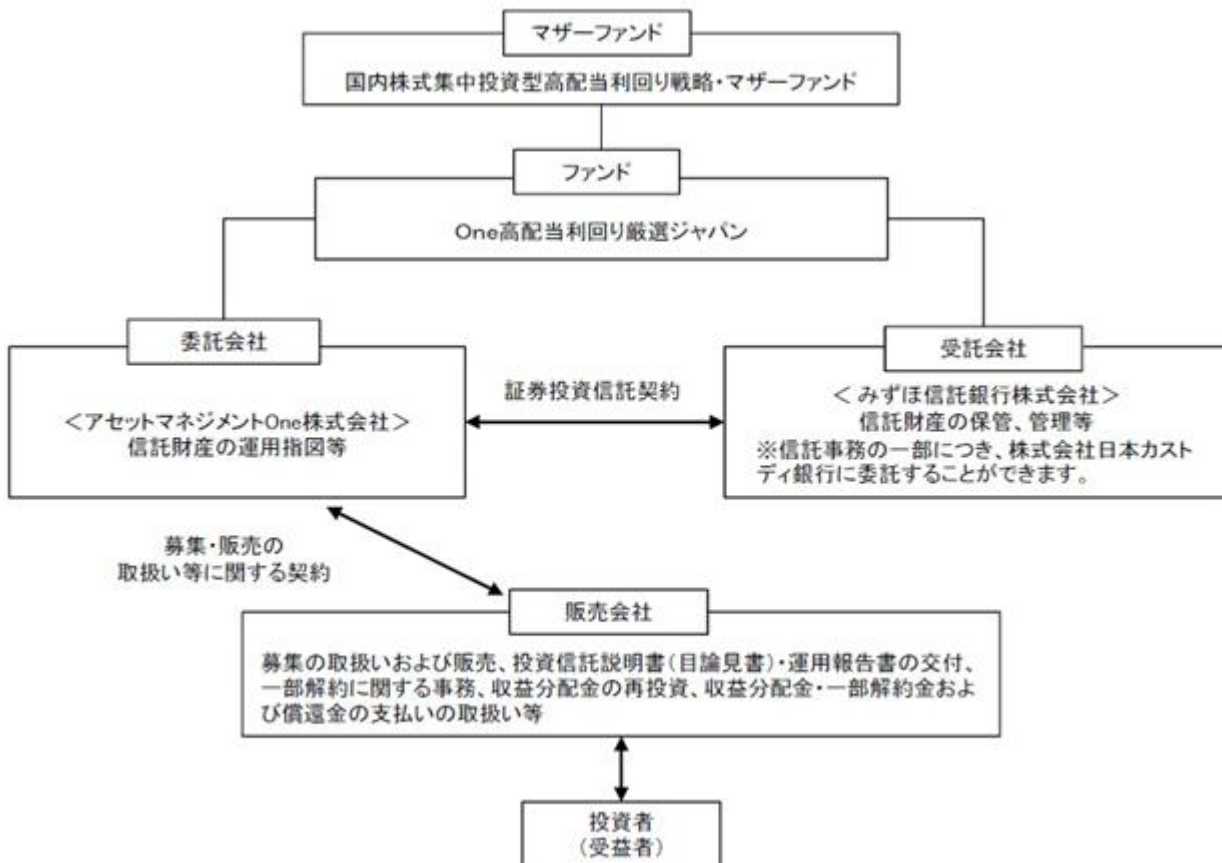 マザーファンド
国内株式集中投資型高配当利回り戦略・マザーファンド
ファンド
One高配当利回り厳選ジャパン
委託会社
＜アセットマネジメントOne株式会社＞
信託財産の運用指図等
証券投資信託契約
受託会社
＜みずほ信託銀行株式会社＞
信託財産の保管、管理等
※信託事務の一部につき、株式会社日本カスト
ディ銀行に委託することができます。
募集・販売の
取扱い等に関する契約
販売会社
募集の取扱いおよび販売、投資信託説明書（目論見書）・運用報告書の交付、
一部解約に関する事務、収益分配金の再投資、収益分配金・一部解約金およ
び償還金の支払いの取扱い等
投資者
（受益者）